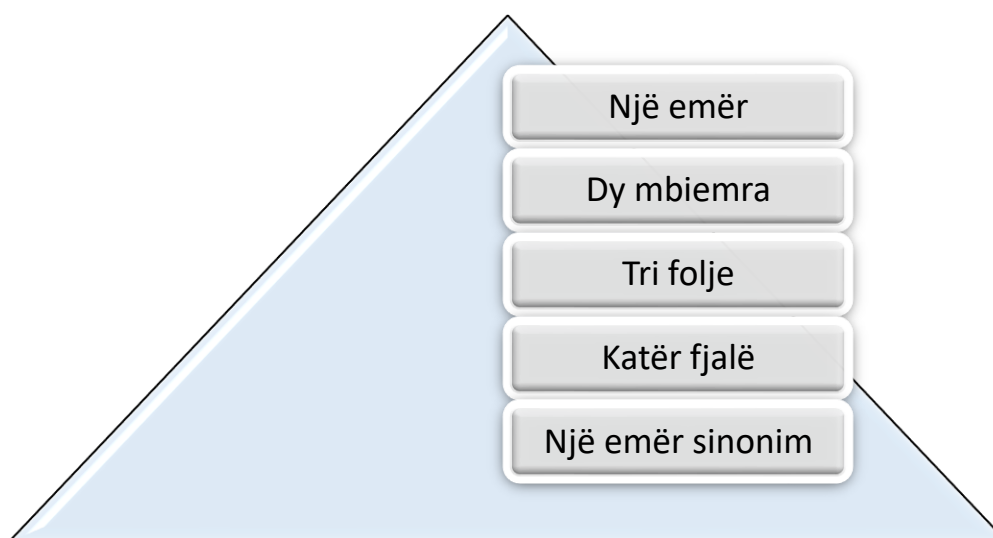 Një emër
Dy mbiemra
Tri folje
Katër fjalë
Një emër sinonim